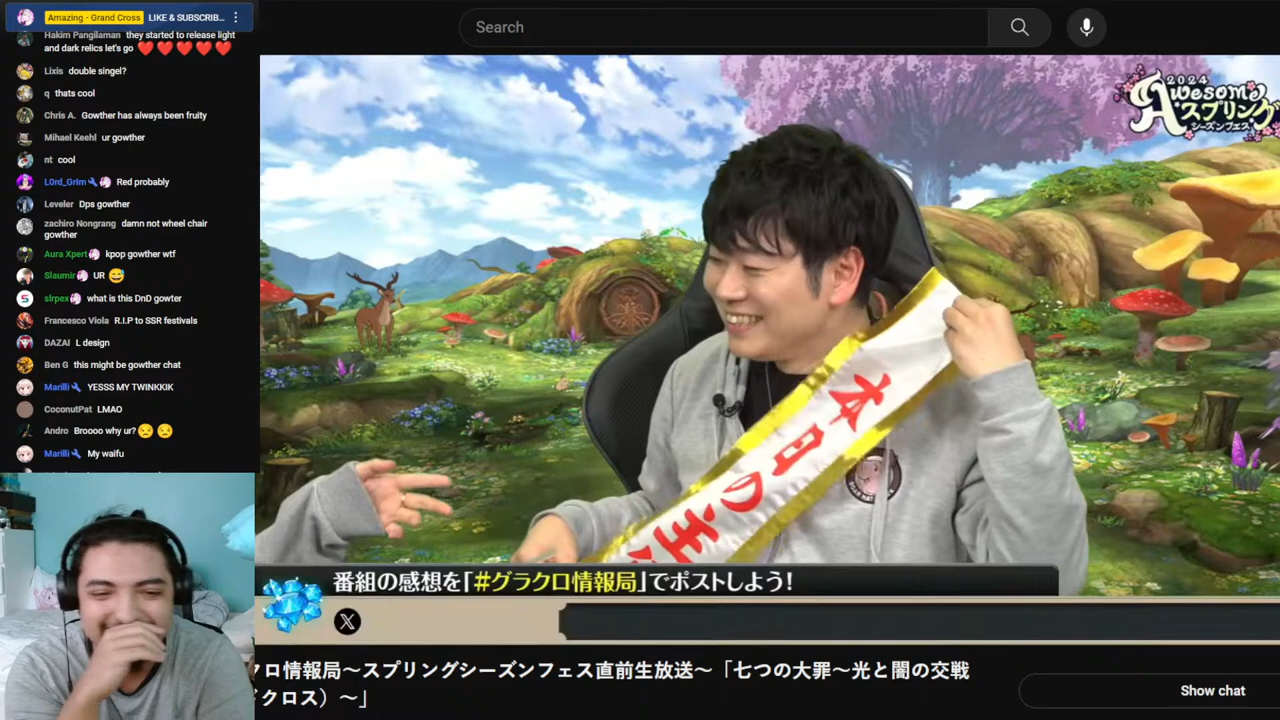 Amazing - Grand Cross LIKE & SUBSCRIB...
Hakim Pangilaman they started to release light
and dark relics let's go ❤️❤️❤️❤️❤️
Lixis double singel?
q thats cool
Chris A. Gowther has always been fruity
Mihael Keehl ur gowther
nt cool
L0rd_Gr1m Red probably
Leveler Dps gowther
zachiro Nongrang damn not wheel chair
gowther
Aura Xpert kpop gowther wtf
Slaumir UR 😅
slrpex what is this DnD gowter
Francesco Viola R.I.P to SSR festivals
DAZAI L design
Ben G this might be gowther chat
Marilli YESSS MY TWINKKIK
CoconutPat LMAO
Andro Broooo why ur?😒 😒
Marilli My waifu
Search
2024
Awesome
スプリング
シーズンフェス
本日の主
番組の感想を「#グラクロ情報局」でポストしよう!
X
クロ情報局〜スプリングシーズンフェス直前生放送〜「七つの大罪〜光と闇の交戦
ドクロス）〜」
Show chat